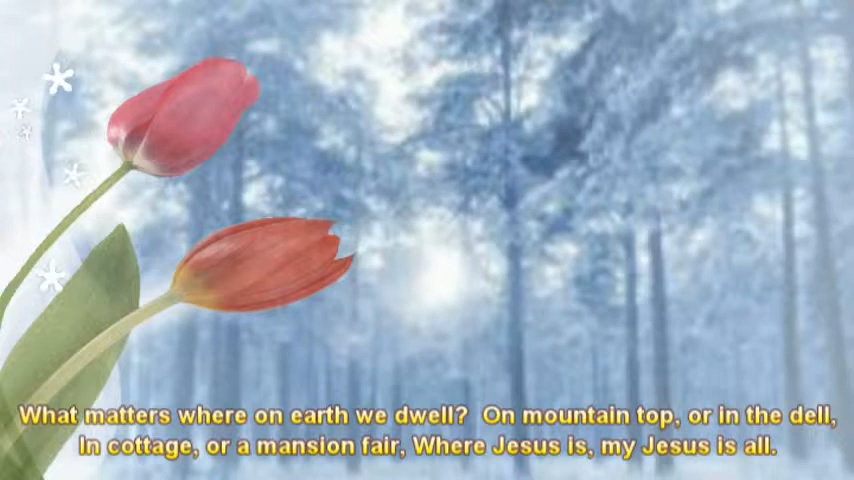 What matters where on earth we dwell? On mountain top, or in the dell,
In cottage, or a mansion fair, Where Jesus is, my Jesus is all.